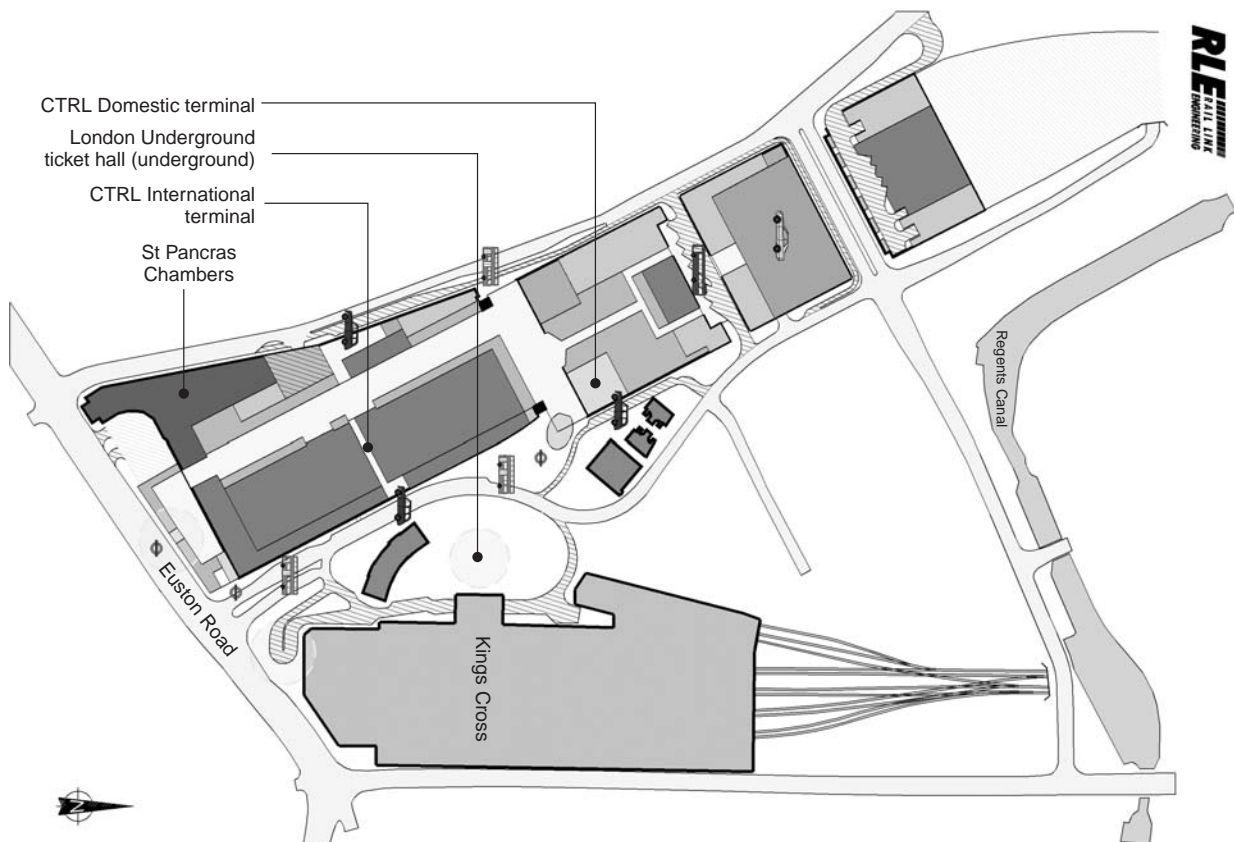 CTRL Domestic terminal
London Underground
ticket hall (underground)
CTRL International
terminal
St Pancras
Chambers
RLE
RAIL LINK
ENGINEERING
Regents Canal
Euston Road
Kings Cross
N